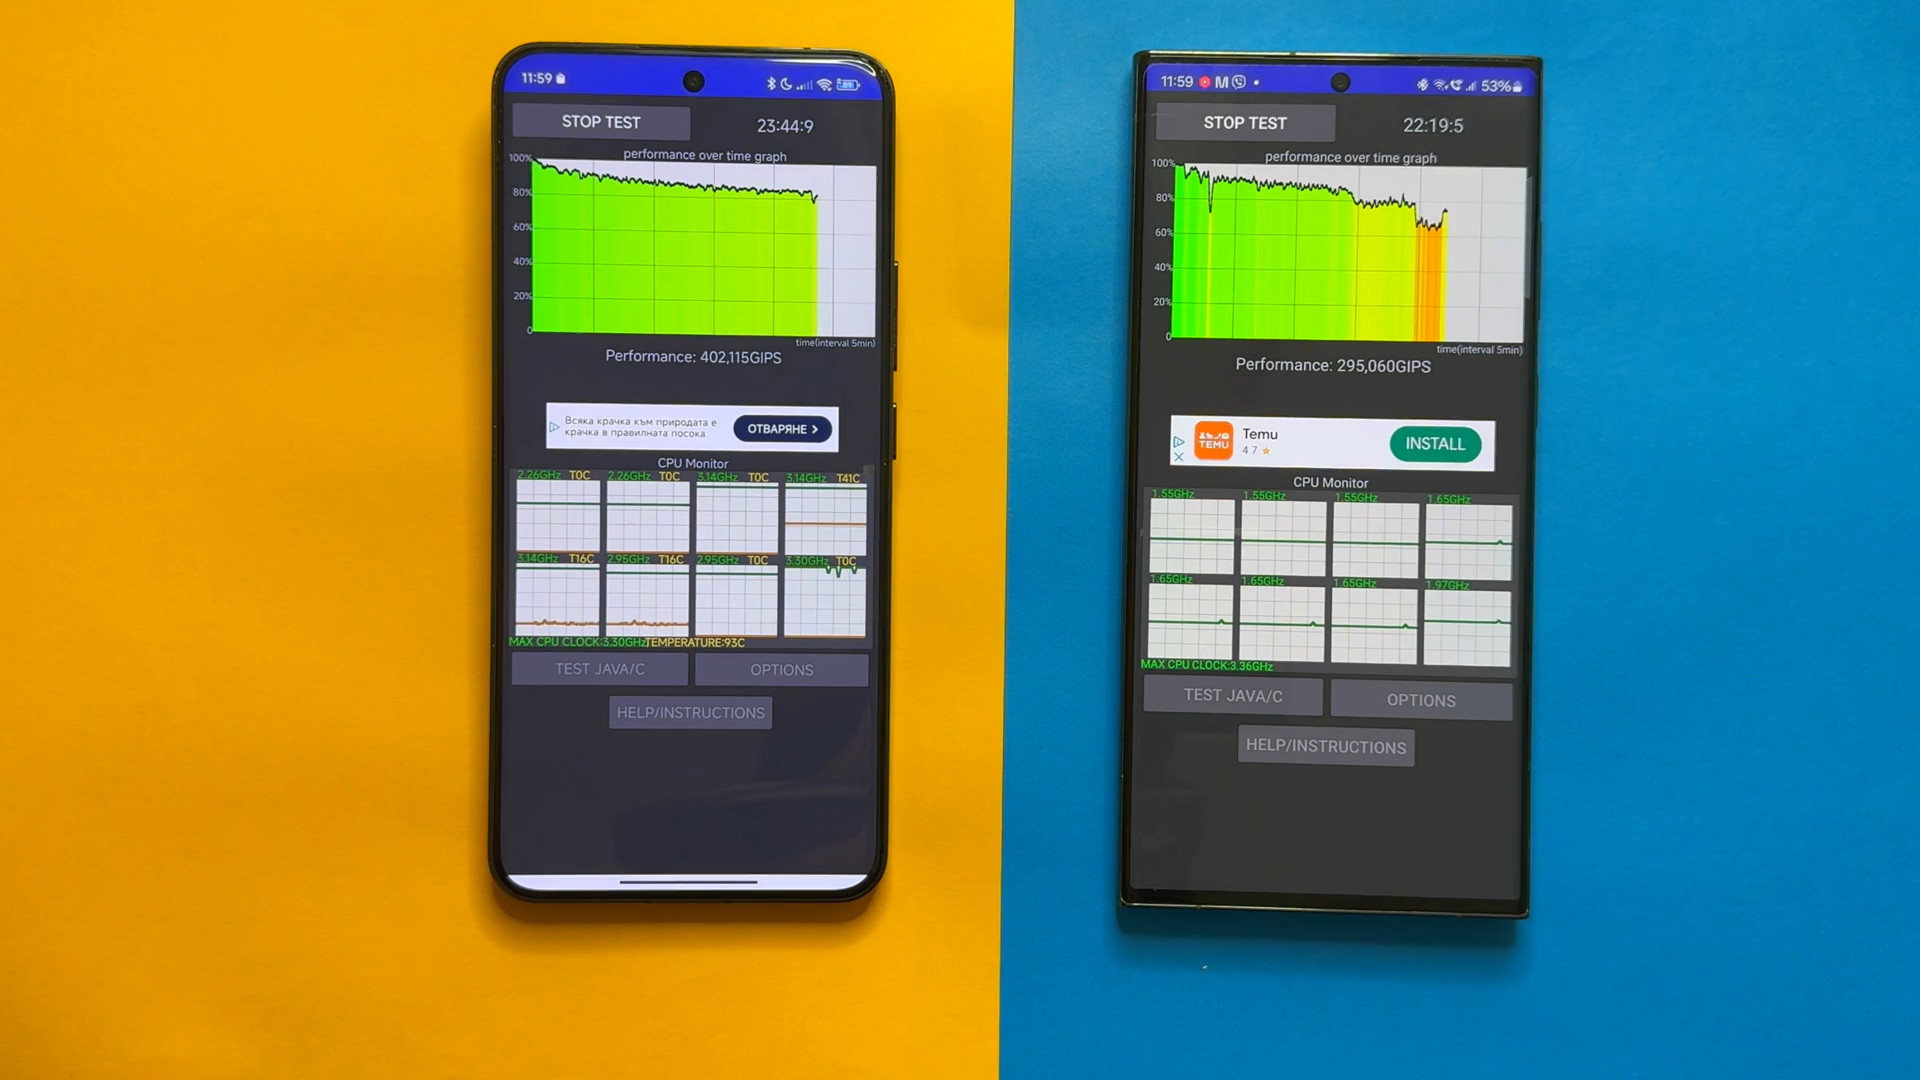 11:59
STOP TEST
23:44:9
performance over time graph
100%
80%
60%
40%
20%
0
time(interval 5min)
Performance: 402,115GIPS
Всяка крачка към природата е
крачка в правилната посока.
ОТВАРЯНЕ >
CPU Monitor
2.26GHz T0C 2.26GHz T0C 3.14GHz T0C 3.14GHz T41C
3.14GHz T16C 2.95GHz T16C 2.95GHz T0C 3.30GHz T0C
MAX CPU CLOCK:3.30GHz TEMPERATURE:93C
TEST JAVA/C
OPTIONS
HELP/INSTRUCTIONS
11:59 M 53%
STOP TEST
22:19:5
performance over time graph
100%
80%
60%
40%
20%
0
time(interval 5min)
Performance: 295,060GIPS
TEMU
Temu
4.7
INSTALL
CPU Monitor
1.55GHz 1.55GHz 1.55GHz 1.65GHz
1.65GHz 1.65GHz 1.65GHz 1.97GHz
MAX CPU CLOCK:3.36GHz
TEST JAVA/C
OPTIONS
HELP/INSTRUCTIONS